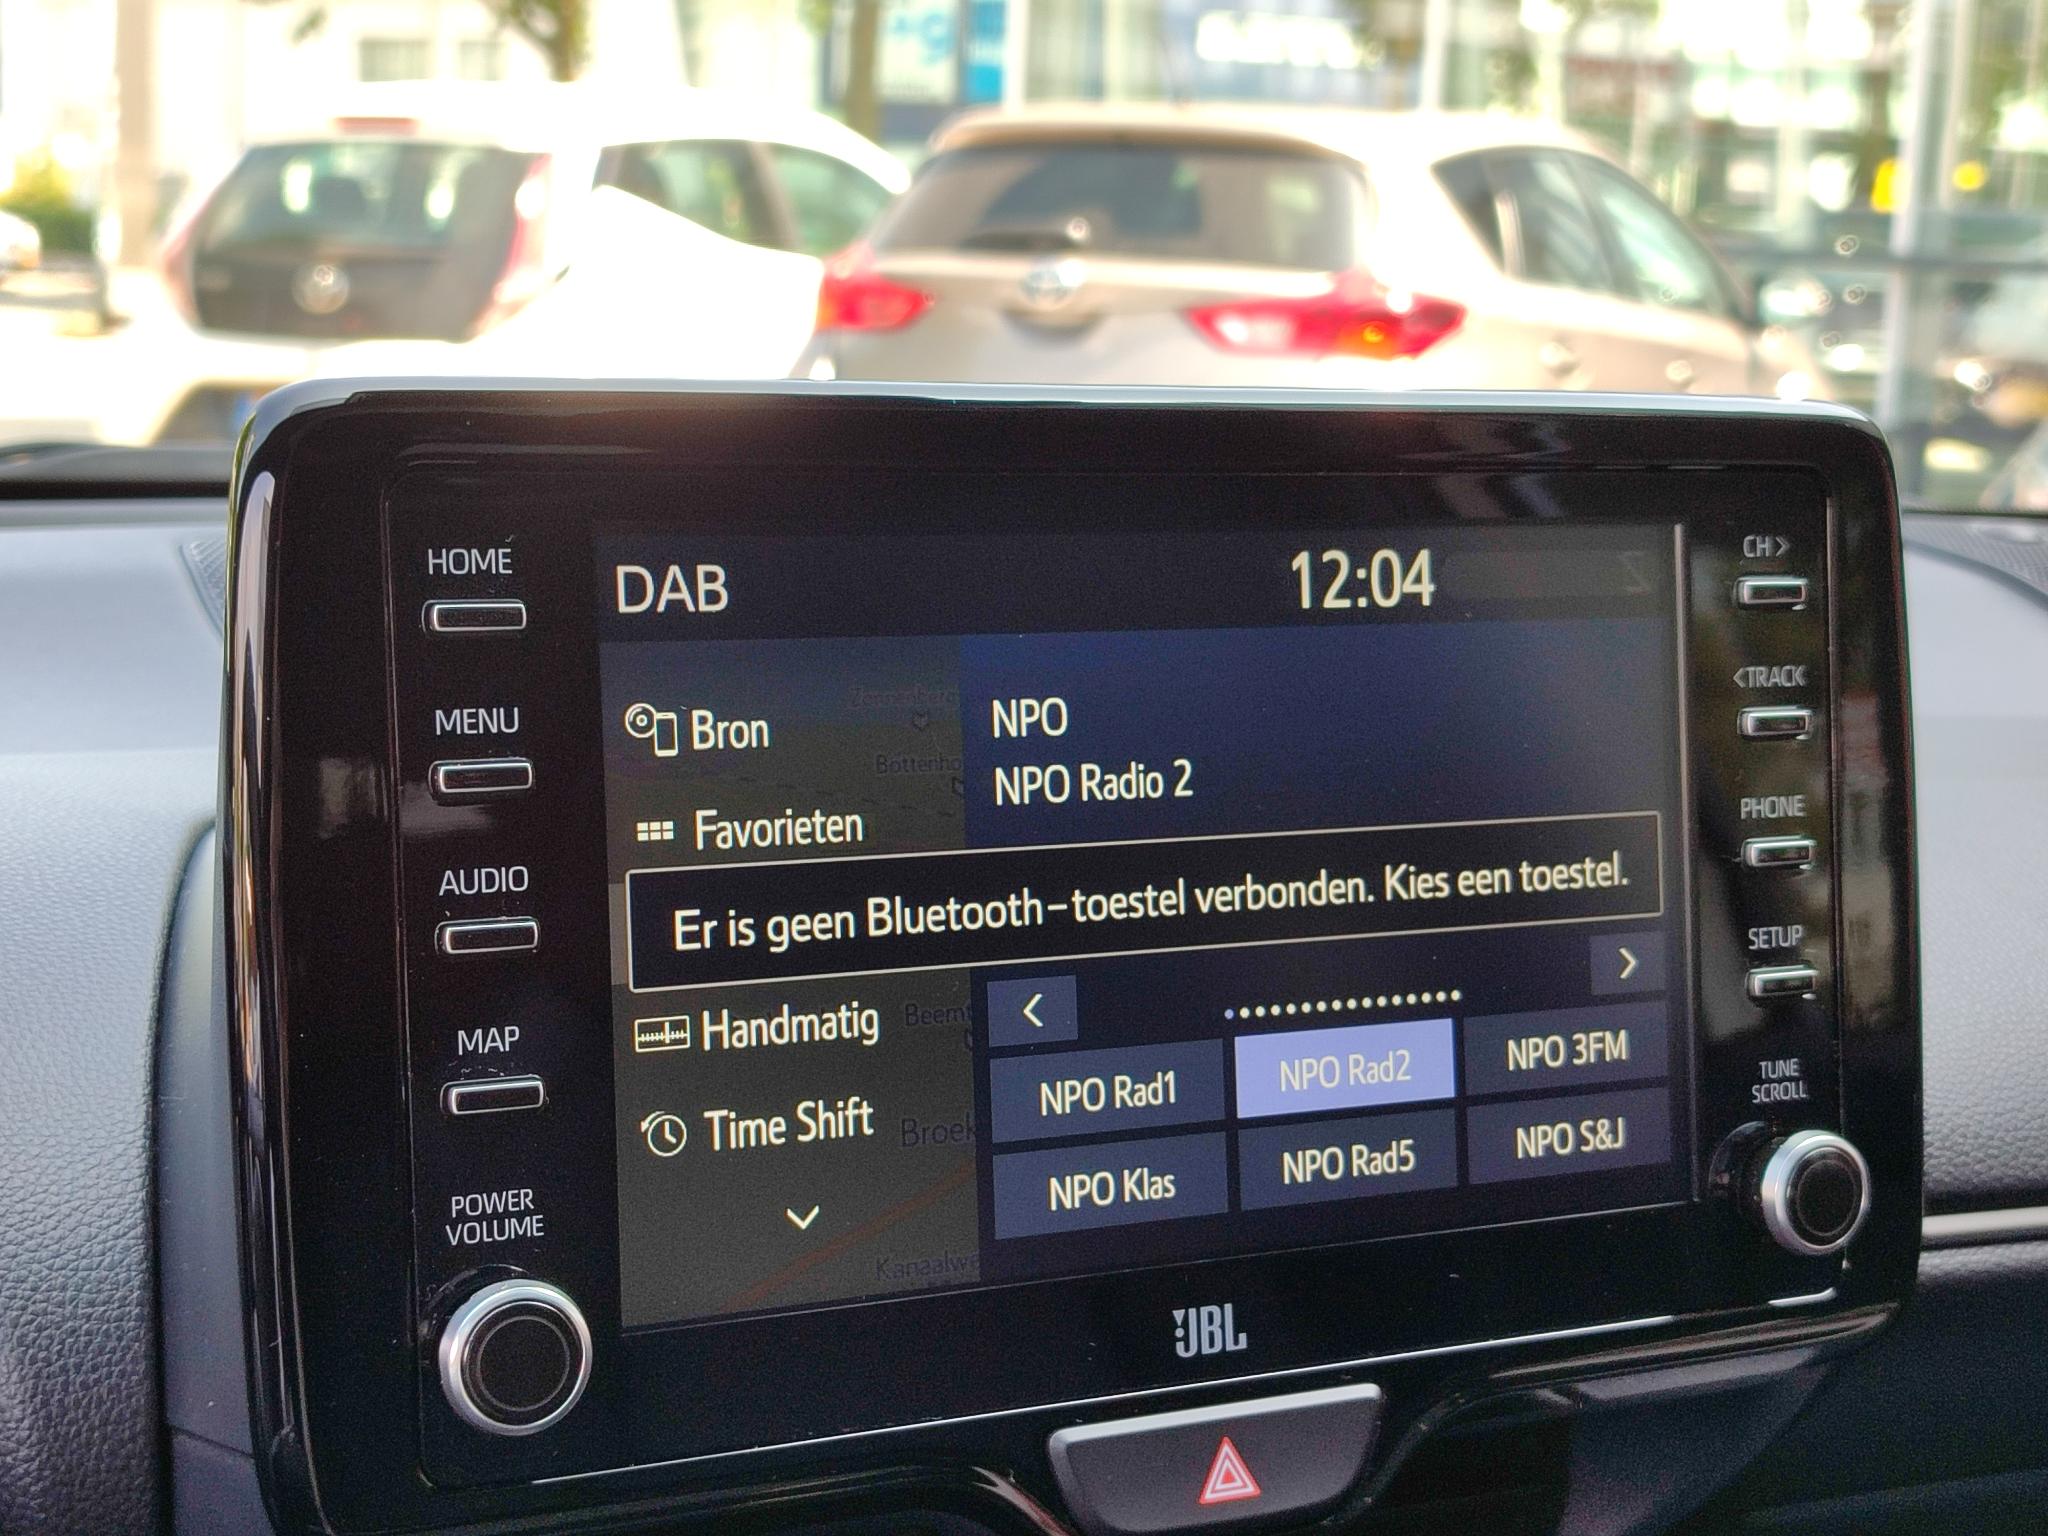 HOME
MENU
AUDIO
MAP
POWER
VOLUME
DAB
12:04
Bron
Favorieten
NPO
NPO Radio 2
Er is geen Bluetooth-toestel verbonden. Kies een toestel.
Handmatig
Time Shift
NPO Rad1
NPO Rad2
NPO 3FM
NPO Klas
NPO Rad5
NPO S&J
CH>
<TRACK
PHONE
SETUP
TUNE
SCROLL
JBL